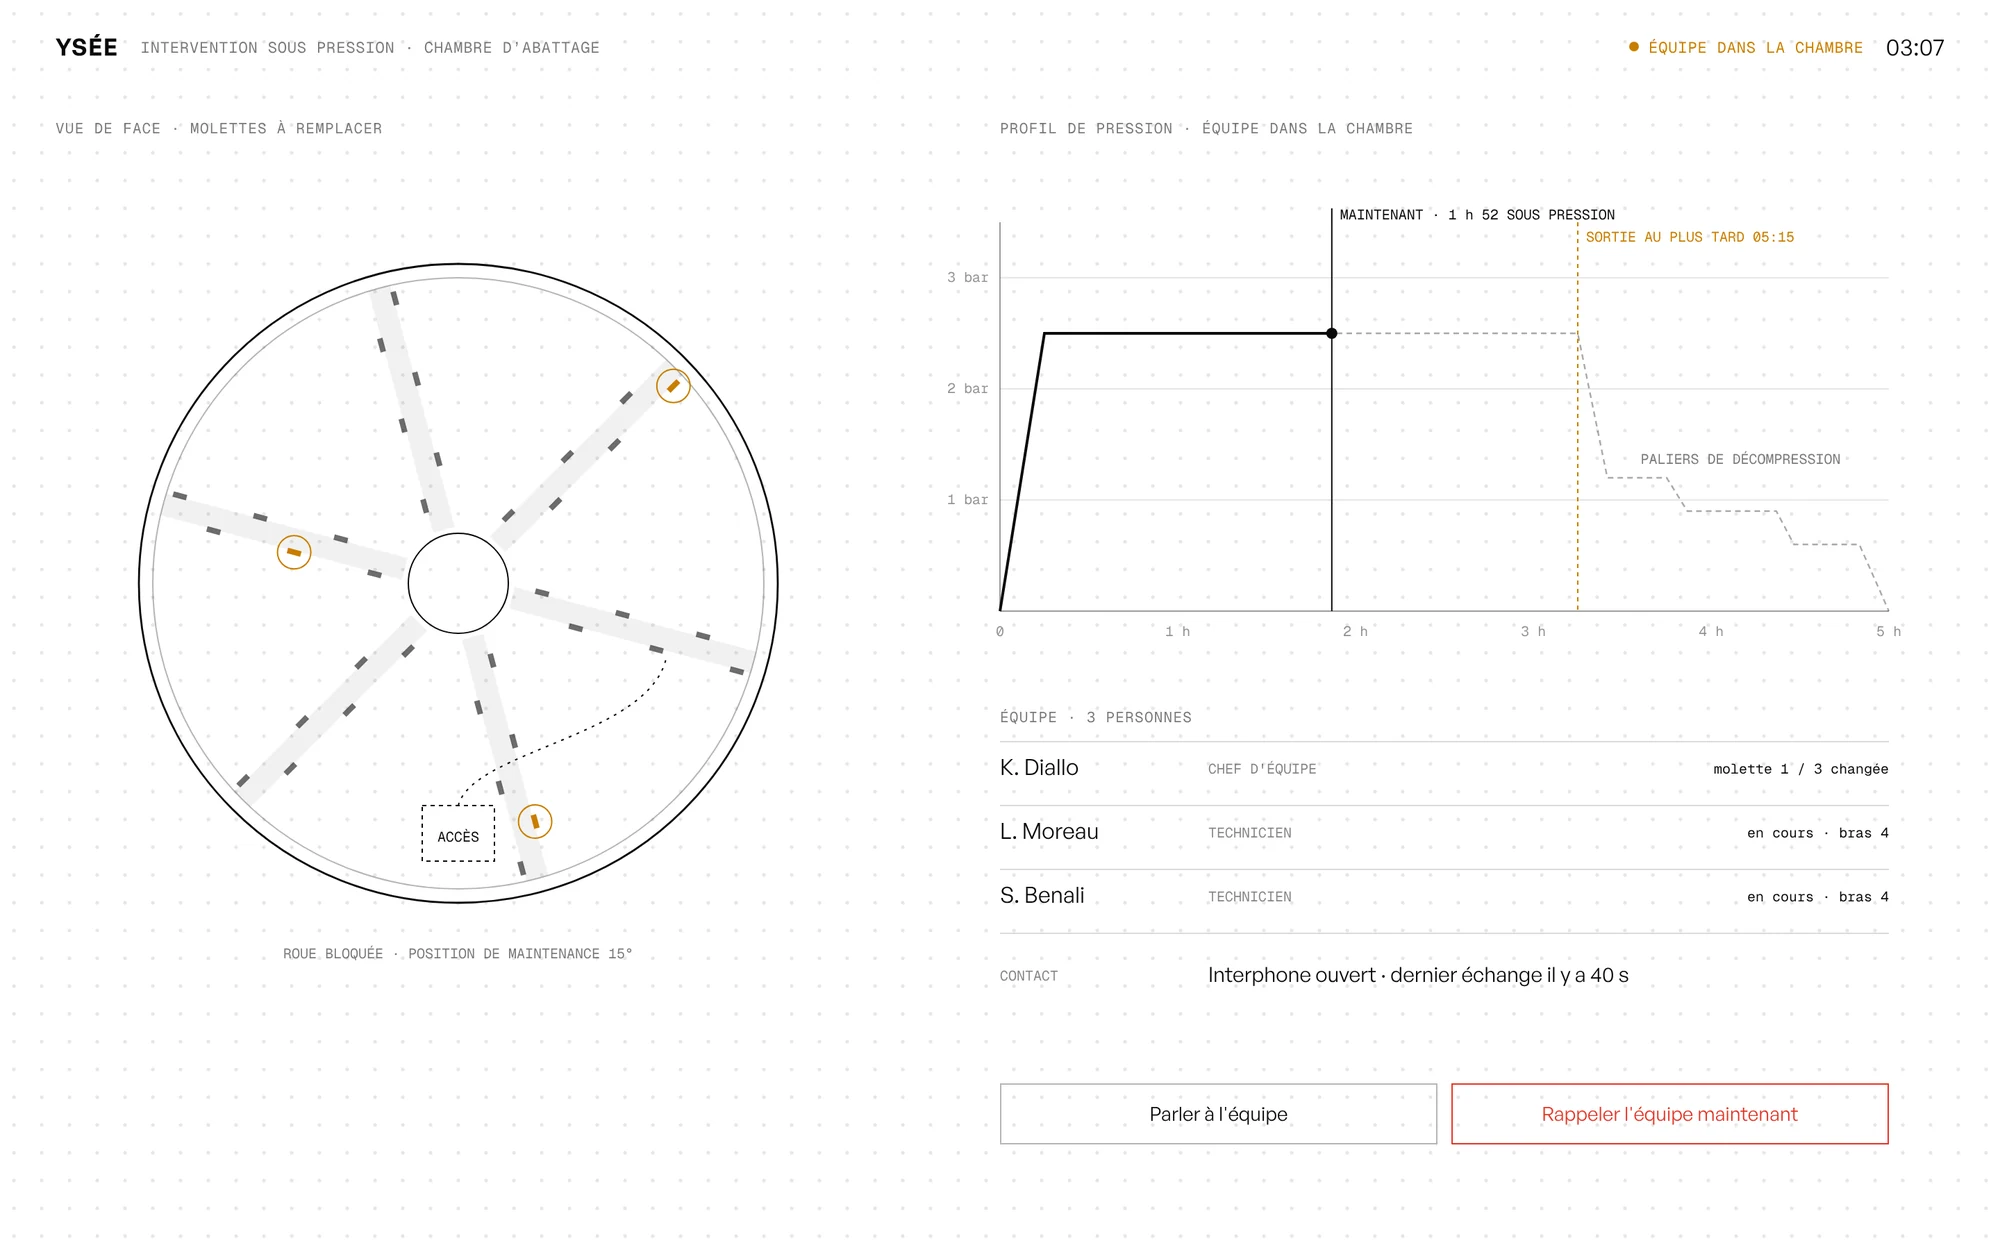 YSÉE INTERVENTION SOUS PRESSION · CHAMBRE D'ABATTAGE
ÉQUIPE DANS LA CHAMBRE 03:07
VUE DE FACE · MOLETTES À REMPLACER
ACCÈS
ROUE BLOQUÉE · POSITION DE MAINTENANCE 15°
PROFIL DE PRESSION · ÉQUIPE DANS LA CHAMBRE
MAINTENANT · 1 h 52 SOUS PRESSION
SORTIE AU PLUS TARD 05:15
3 bar
2 bar
PALIERS DE DÉCOMPRESSION
1 bar
0 1 h 2 h 3 h 4 h 5 h
ÉQUIPE · 3 PERSONNES
K. Diallo CHEF D'ÉQUIPE molette 1 / 3 changée
L. Moreau TECHNICIEN en cours · bras 4
S. Benali TECHNICIEN en cours · bras 4
CONTACT Interphone ouvert · dernier échange il y a 40 s
Parler à l'équipe
Rappeler l'équipe maintenant